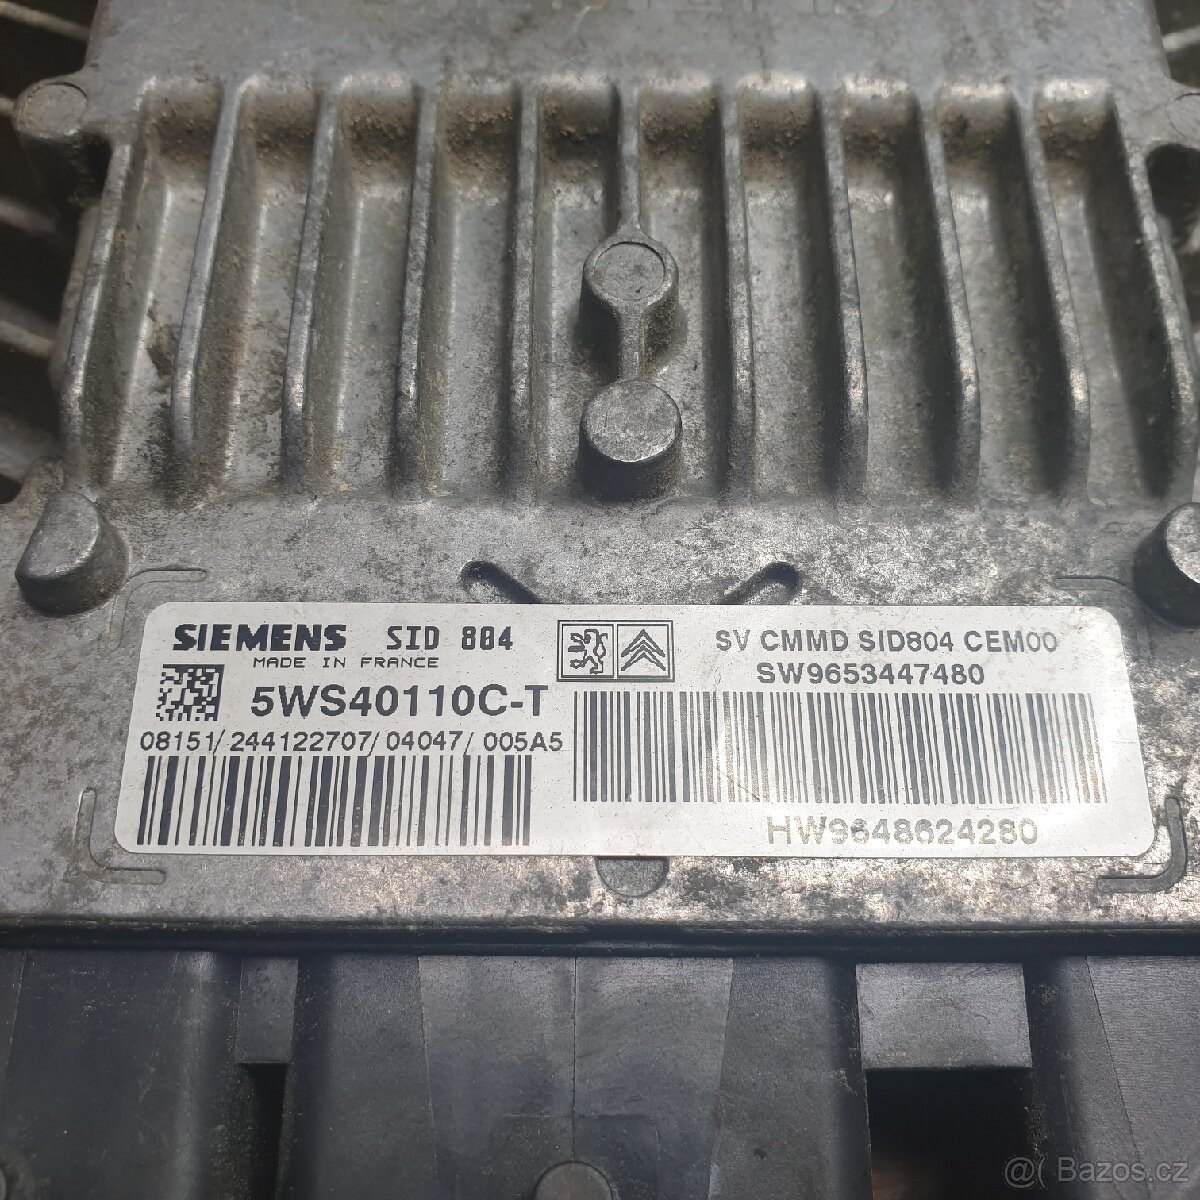 SIEMENS SID 804
MADE IN FRANCE
5WS40110C-T
08151/244122707/04047/005A5
SV CMMD SID804 CEM00
SW9653447480
HW9648624280
@( Bazos.cz